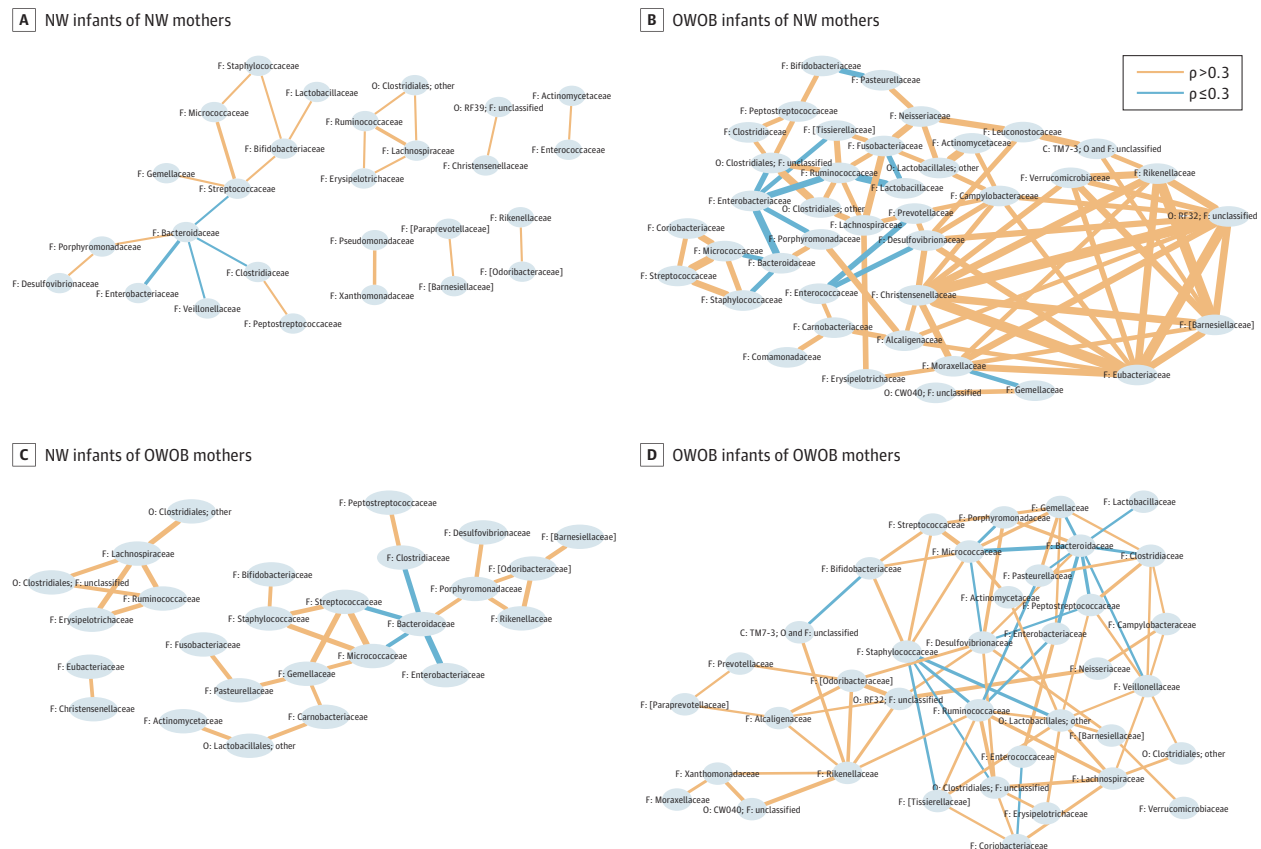 A NW infants of NW mothers
F: Staphylococcaceae
F: Lactobacillaceae
O: Clostridiales; other
F: Actinomycetaceae
O: RF39; F: unclassified
F: Micrococcaceae
F: Ruminococcaceae
F: Bifidobacteriaceae
F: Lachnospiraceae
F: Enterococcaceae
F: Christensenellaceae
F: Gemellaceae
F: Erysipelotrichaceae
F: Streptococcaceae
F: Rikenellaceae
F: [Paraprevotellaceae]
F: Bacteroidaceae
F: Pseudomonadaceae
F: Porphyromonadaceae
F: Clostridiaceae
F: [Odoribacteraceae]
F: Desulfovibrionaceae
F: [Barnesiellaceae]
F: Enterobacteriaceae
F: Xanthomonadaceae
F: Veillonellaceae
F: Peptostreptococcaceae
B OWOB infants of NW mothers
ρ>0.3
ρ≤0.3
F: Bifidobacteriaceae
F: Pasteurellaceae
F: Peptostreptococcaceae
F: Neisseriaceae
F: Clostridiaceae
F: [Tissierellaceae]
F: Leuconostocaceae
F: Fusobacteriaceae
F: Actinomycetaceae
C: TM7-3; O and F: unclassified
O: Clostridiales; F: unclassified
O: Lactobacillales; other
F: Ruminococcaceae
F: Rikenellaceae
F: Verrucomicrobiaceae
F: Lactobacillaceae
F: Campylobacteraceae
F: Enterobacteriaceae
O: Clostridiales; other
F: Prevotellaceae
O: RF32; F: unclassified
F: Lachnospiraceae
F: Coriobacteriaceae
F: Porphyromonadaceae
F: Desulfovibrionaceae
F: Micrococcaceae
F: Bacteroidaceae
F: Streptococcaceae
F: Enterococcaceae
F: Christensenellaceae
F: Staphylococcaceae
F: [Barnesiellaceae]
F: Carnobacteriaceae
F: Alcaligenaceae
F: Comamonadaceae
F: Moraxellaceae
F: Eubacteriaceae
F: Erysipelotrichaceae
O: CW040; F: unclassified
F: Gemellaceae
C NW infants of OWOB mothers
F: Peptostreptococcaceae
O: Clostridiales; other
F: Desulfovibrionaceae
F: [Barnesiellaceae]
F: Lachnospiraceae
F: Clostridiaceae
F: [Odoribacteraceae]
F: Bifidobacteriaceae
O: Clostridiales; F: unclassified
F: Porphyromonadaceae
F: Ruminococcaceae
F: Streptococcaceae
F: Erysipelotrichaceae
F: Staphylococcaceae
F: Rikenellaceae
F: Bacteroidaceae
F: Fusobacteriaceae
F: Micrococcaceae
F: Eubacteriaceae
F: Gemellaceae
F: Enterobacteriaceae
F: Pasteurellaceae
F: Christensenellaceae
F: Actinomycetaceae
F: Carnobacteriaceae
O: Lactobacillales; other
D OWOB infants of OWOB mothers
F: Lactobacillaceae
F: Gemellaceae
F: Porphyromonadaceae
F: Streptococcaceae
F: Bacteroidaceae
F: Micrococcaceae
F: Clostridiaceae
F: Bifidobacteriaceae
F: Pasteurellaceae
F: Actinomycetaceae
F: Peptostreptococcaceae
F: Campylobacteraceae
C: TM7-3; O and F: unclassified
F: Enterobacteriaceae
F: Desulfovibrionaceae
F: Staphylococcaceae
F: Prevotellaceae
F: Neisseriaceae
F: [Odoribacteraceae]
F: Veillonellaceae
O: RF32; F: unclassified
F: [Paraprevotellaceae]
F: Ruminococcaceae
F: Alcaligenaceae
O: Lactobacillales; other
F: [Barnesiellaceae]
O: Clostridiales; other
F: Enterococcaceae
F: Xanthomonadaceae
F: Rikenellaceae
F: Lachnospiraceae
O: Clostridiales; F: unclassified
F: Moraxellaceae
F: [Tissierellaceae]
O: CW040; F: unclassified
F: Verrucomicrobiaceae
F: Erysipelotrichaceae
F: Coriobacteriaceae